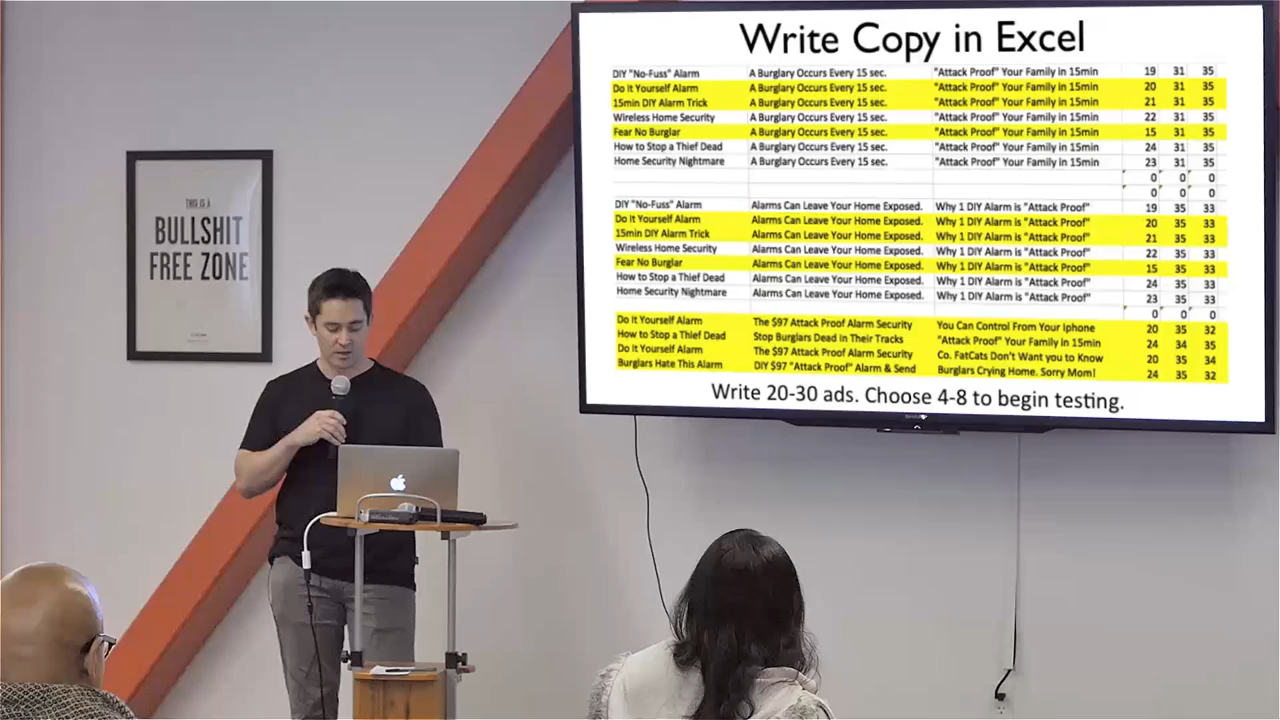 Write Copy in Excel
DIY "No-Fuss" Alarm A Burglary Occurs Every 15 sec. "Attack Proof" Your Family in 15min 19 31 35
Do It Yourself Alarm A Burglary Occurs Every 15 sec. "Attack Proof" Your Family in 15min 20 31 35
15min DIY Alarm Trick A Burglary Occurs Every 15 sec. "Attack Proof" Your Family in 15min 21 31 35
Wireless Home Security A Burglary Occurs Every 15 sec. "Attack Proof" Your Family in 15min 22 31 35
Fear No Burglar A Burglary Occurs Every 15 sec. "Attack Proof" Your Family in 15min 15 31 35
How to Stop a Thief Dead A Burglary Occurs Every 15 sec. "Attack Proof" Your Family in 15min 24 31 35
Home Security Nightmare A Burglary Occurs Every 15 sec. "Attack Proof" Your Family in 15min 23 31 35
0 0 0
0 0 0
DIY "No-Fuss" Alarm Alarms Can Leave Your Home Exposed. Why 1 DIY Alarm is "Attack Proof" 19 35 33
Do It Yourself Alarm Alarms Can Leave Your Home Exposed. Why 1 DIY Alarm is "Attack Proof" 20 35 33
15min DIY Alarm Trick Alarms Can Leave Your Home Exposed. Why 1 DIY Alarm is "Attack Proof" 21 35 33
Wireless Home Security Alarms Can Leave Your Home Exposed. Why 1 DIY Alarm is "Attack Proof" 22 35 33
Fear No Burglar Alarms Can Leave Your Home Exposed. Why 1 DIY Alarm is "Attack Proof" 15 35 33
How to Stop a Thief Dead Alarms Can Leave Your Home Exposed. Why 1 DIY Alarm is "Attack Proof" 24 35 33
Home Security Nightmare Alarms Can Leave Your Home Exposed. Why 1 DIY Alarm is "Attack Proof" 23 35 33
0 0 0
Do It Yourself Alarm The $97 Attack Proof Alarm Security You Can Control From Your Iphone 20 35 32
How to Stop a Thief Dead Stop Burglars Dead In Their Tracks "Attack Proof" Your Family in 15min 24 34 35
Do It Yourself Alarm The $97 Attack Proof Alarm Security Co. FatCats Don't Want you to Know 20 35 34
Burglars Hate This Alarm DIY $97 "Attack Proof" Alarm & Send Burglars Crying Home. Sorry Mom! 24 35 32
Write 20-30 ads. Choose 4-8 to begin testing.
SHARP
THIS IS A
BULLSHIT
FREE ZONE